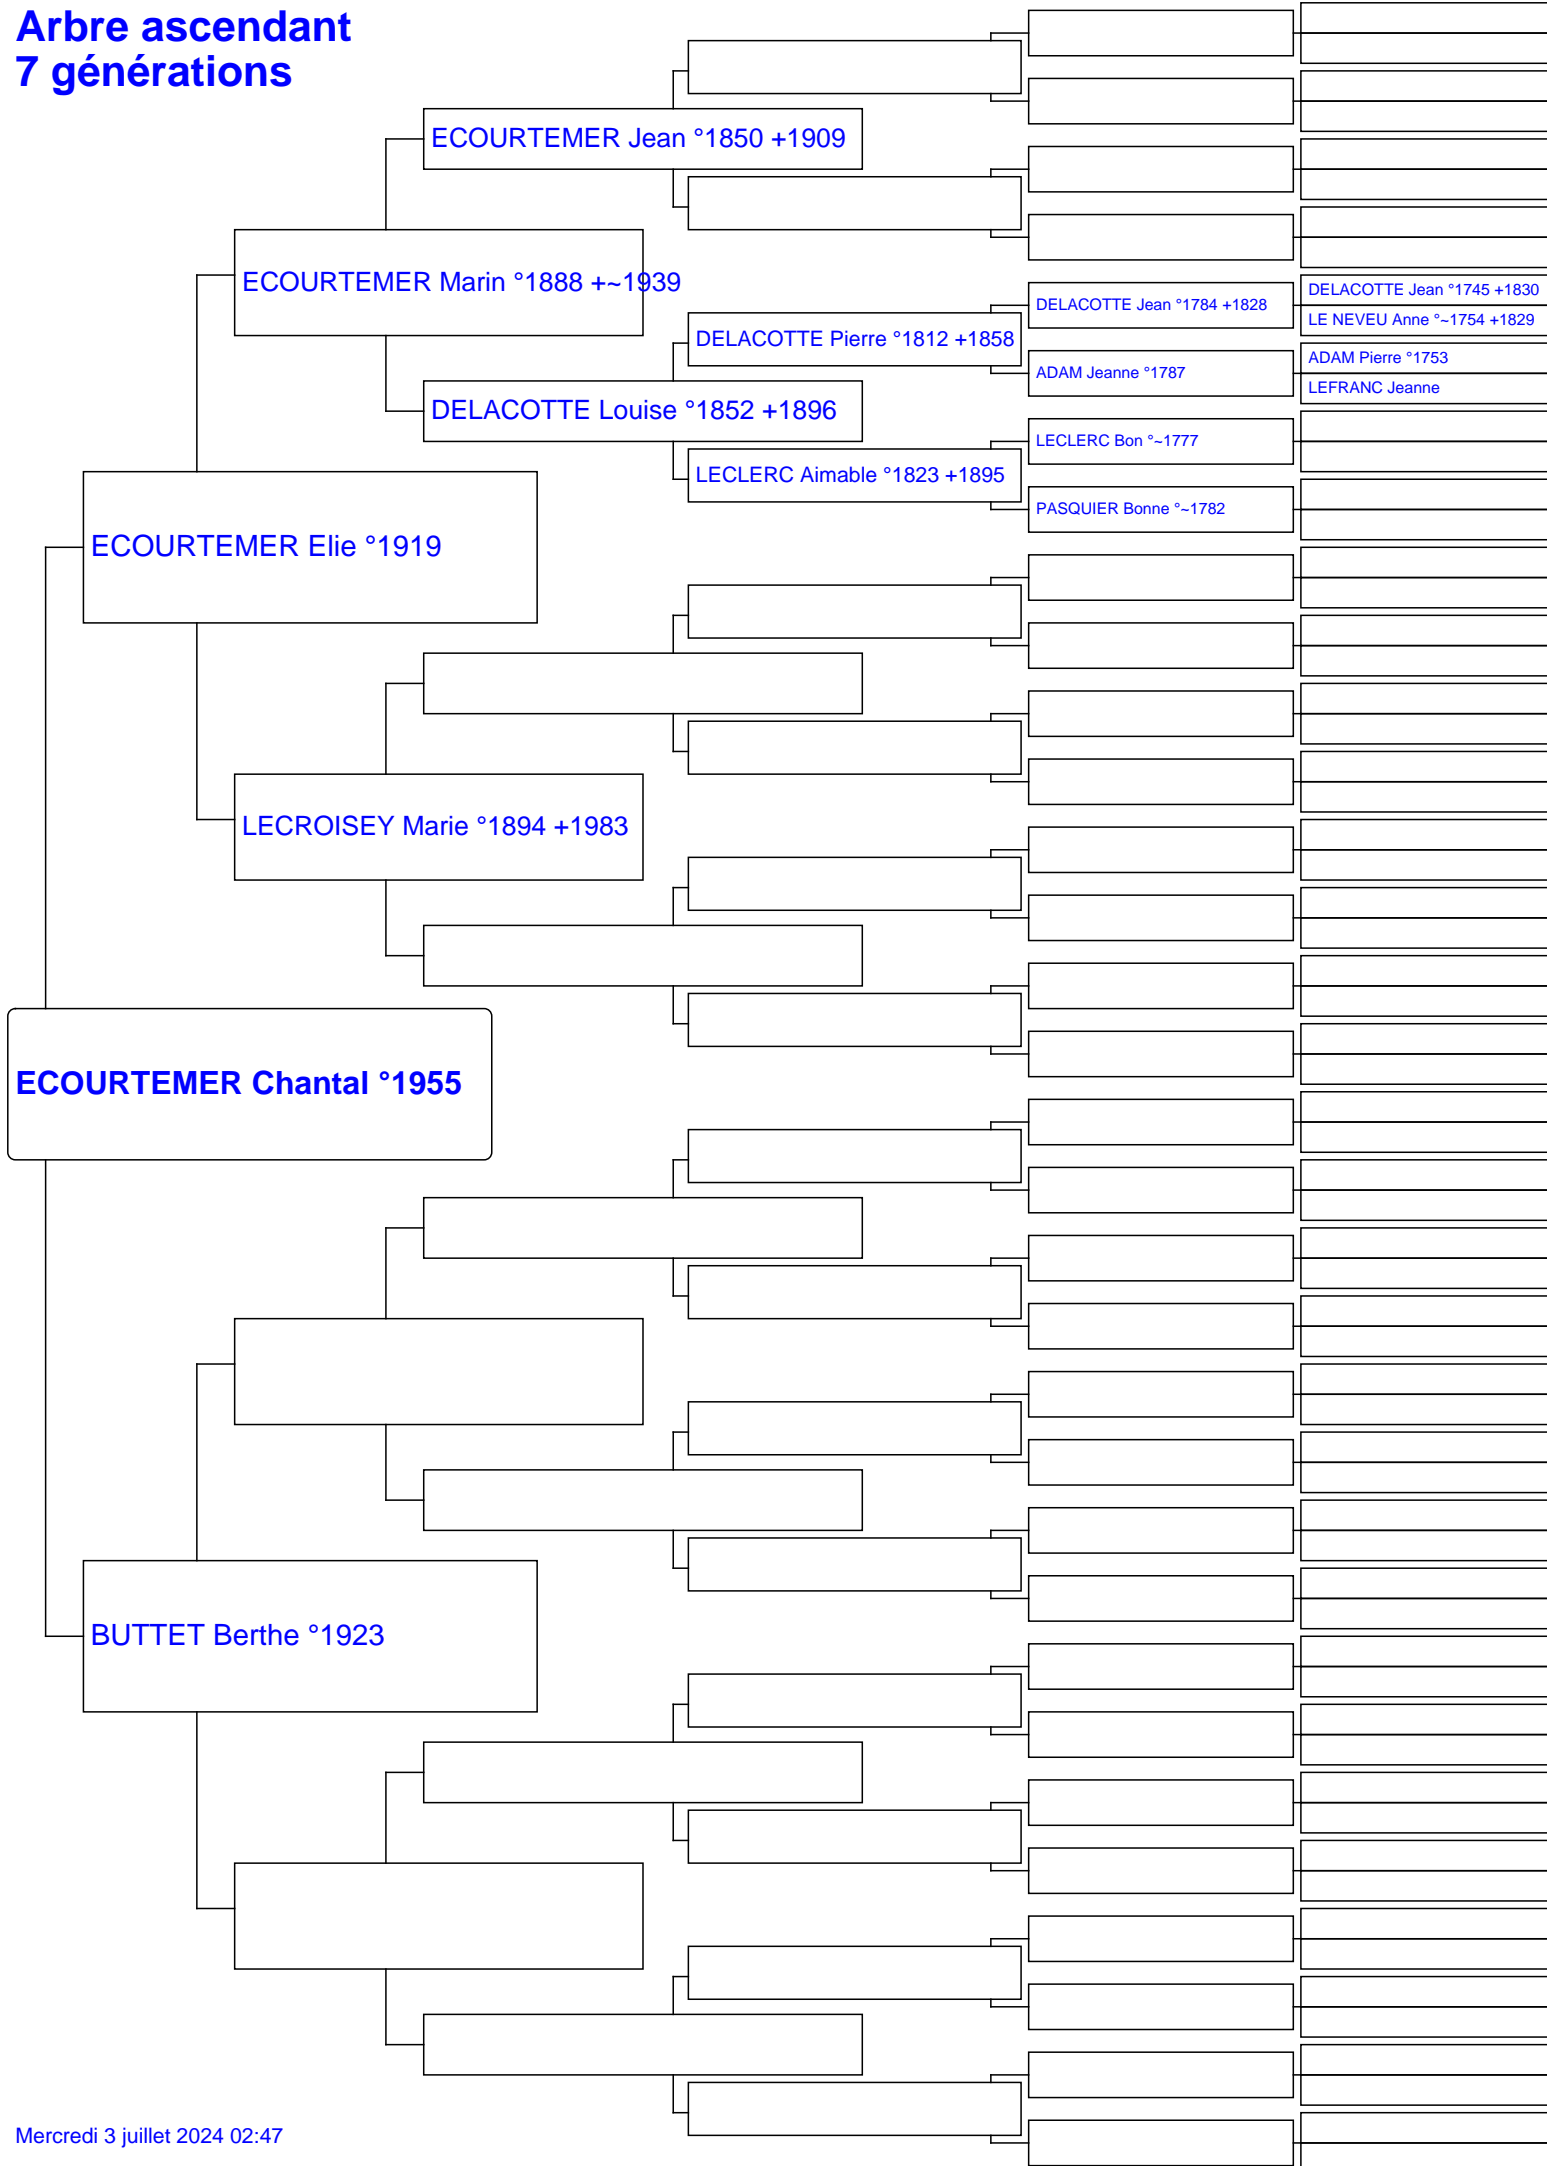 Arbre ascendant
7 générations
ECOURTEMER Jean °1850 +1909
ECOURTEMER Marin °1888 +~1939
DELACOTTE Jean °1745 +1830
DELACOTTE Jean °1784 +1828
LE NEVEU Anne °~1754 +1829
DELACOTTE Pierre °1812 +1858
ADAM Pierre °1753
ADAM Jeanne °1787
LEFRANC Jeanne
DELACOTTE Louise °1852 +1896
LECLERC Bon °~1777
LECLERC Aimable °1823 +1895
PASQUIER Bonne °~1782
ECOURTEMER Elie °1919
LECROISEY Marie °1894 +1983
ECOURTEMER Chantal °1955
BUTTET Berthe °1923
Mercredi 3 juillet 2024 02:47